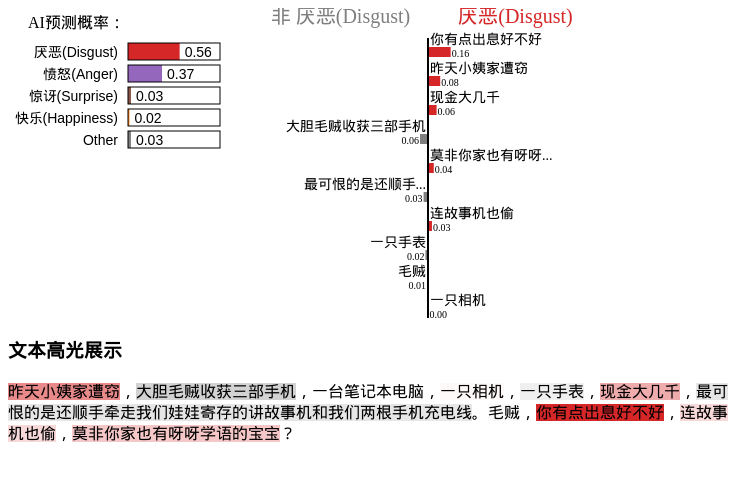 AI预测概率：
厌恶(Disgust) 0.56
愤怒(Anger) 0.37
惊讶(Surprise) 0.03
快乐(Happiness) 0.02
Other 0.03
非 厌恶(Disgust) 厌恶(Disgust)
你有点出息好不好
0.16
昨天小姨家遭窃
0.08
现金大几千
0.06
大胆毛贼收获三部手机
0.06
莫非你家也有呀呀...
0.04
最可恨的是还顺手...
0.03
连故事机也偷
0.03
一只手表
0.02
毛贼
0.01
一只相机
0.00
文本高光展示
昨天小姨家遭窃，大胆毛贼收获三部手机，一台笔记本电脑，一只相机，一只手表，现金大几千，最可
恨的是还顺手牵走我们娃娃寄存的讲故事机和我们两根手机充电线。毛贼，你有点出息好不好，连故事
机也偷，莫非你家也有呀呀学语的宝宝？